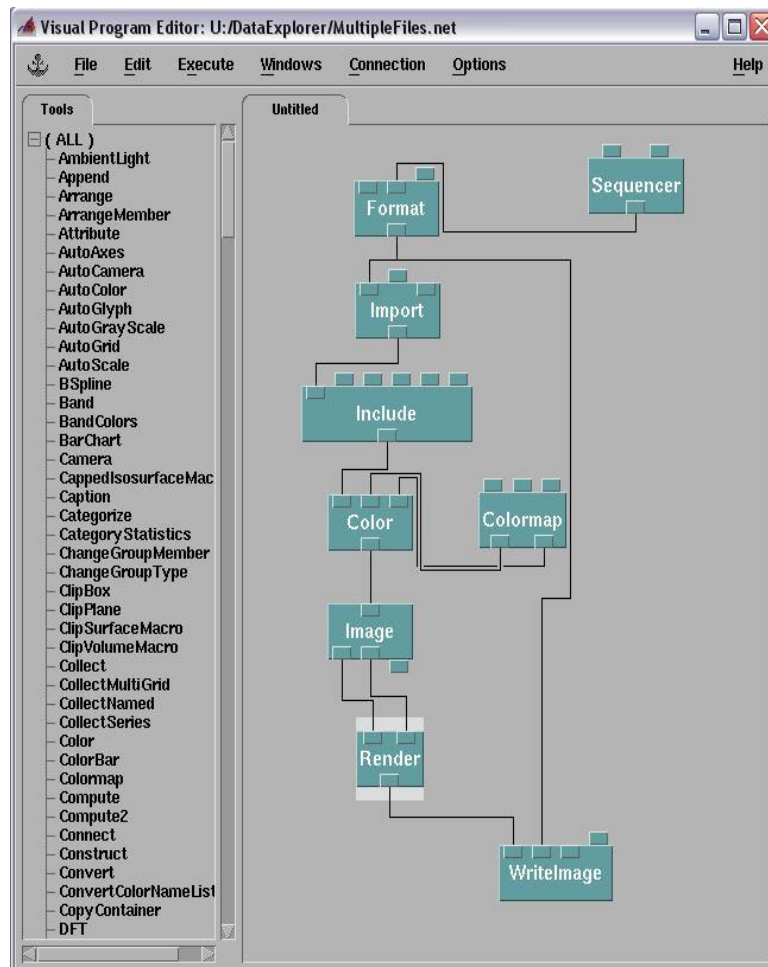 Visual Program Editor: U:/DataExplorer/MultipleFiles.net
File Edit Execute Windows Connection Options Help
Tools
Untitled
( ALL )
AmbientLight
Append
Arrange
ArrangeMember
Attribute
AutoAxes
AutoCamera
AutoColor
AutoGlyph
AutoGrayScale
AutoGrid
AutoScale
BSpline
Band
BandColors
BarChart
Camera
CappedIsosurfaceMac
Caption
Categorize
CategoryStatistics
ChangeGroupMember
ChangeGroupType
ClipBox
ClipPlane
ClipSurfaceMacro
ClipVolumeMacro
Collect
CollectMultiGrid
CollectNamed
CollectSeries
Color
ColorBar
Colormap
Compute
Compute2
Connect
Construct
Convert
ConvertColorNameList
CopyContainer
DFT
Sequencer
Format
Import
Include
Color
Colormap
Image
Render
WriteImage